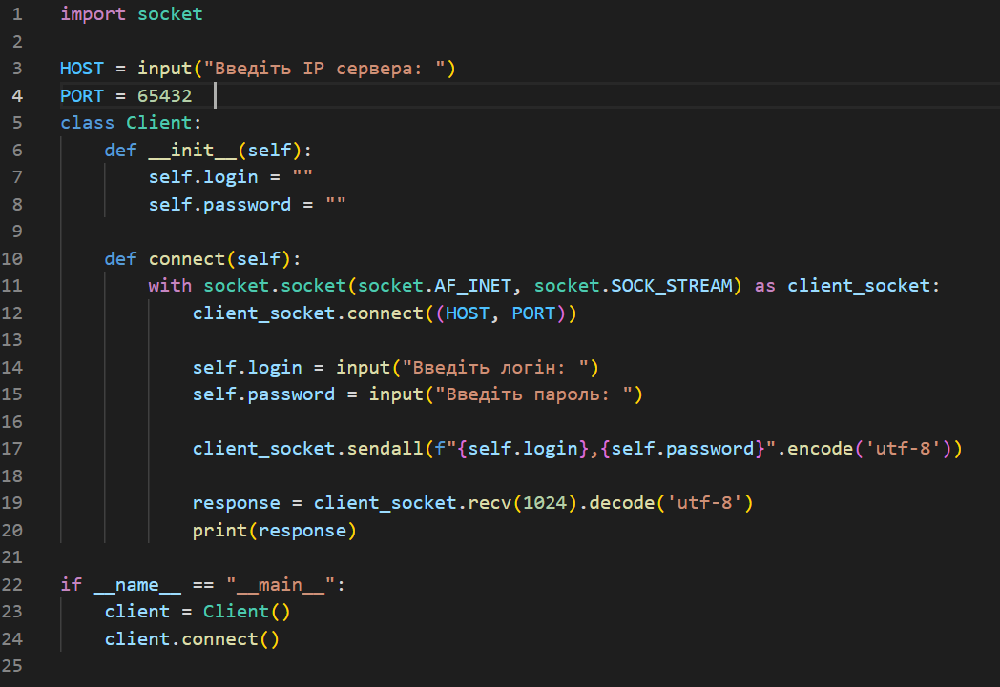 1 import socket
2
3 HOST = input("Введіть IP сервера: ")
4 PORT = 65432
5 class Client:
6     def __init__(self):
7         self.login = ""
8         self.password = ""
9
10     def connect(self):
11         with socket.socket(socket.AF_INET, socket.SOCK_STREAM) as client_socket:
12             client_socket.connect((HOST, PORT))
13
14             self.login = input("Введіть логін: ")
15             self.password = input("Введіть пароль: ")
16
17             client_socket.sendall(f"{self.login},{self.password}".encode('utf-8'))
18
19             response = client_socket.recv(1024).decode('utf-8')
20             print(response)
21
22 if __name__ == "__main__":
23     client = Client()
24     client.connect()
25